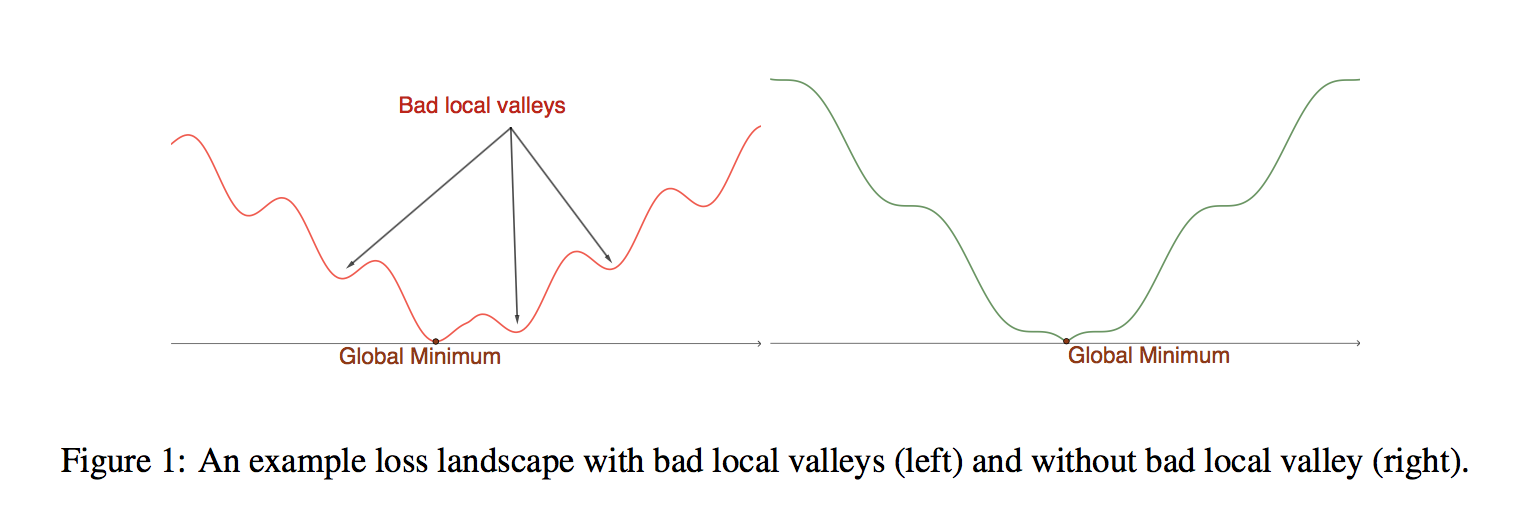 Bad local valleys
Global Minimum
Global Minimum
Figure 1: An example loss landscape with bad local valleys (left) and without bad local valley (right).